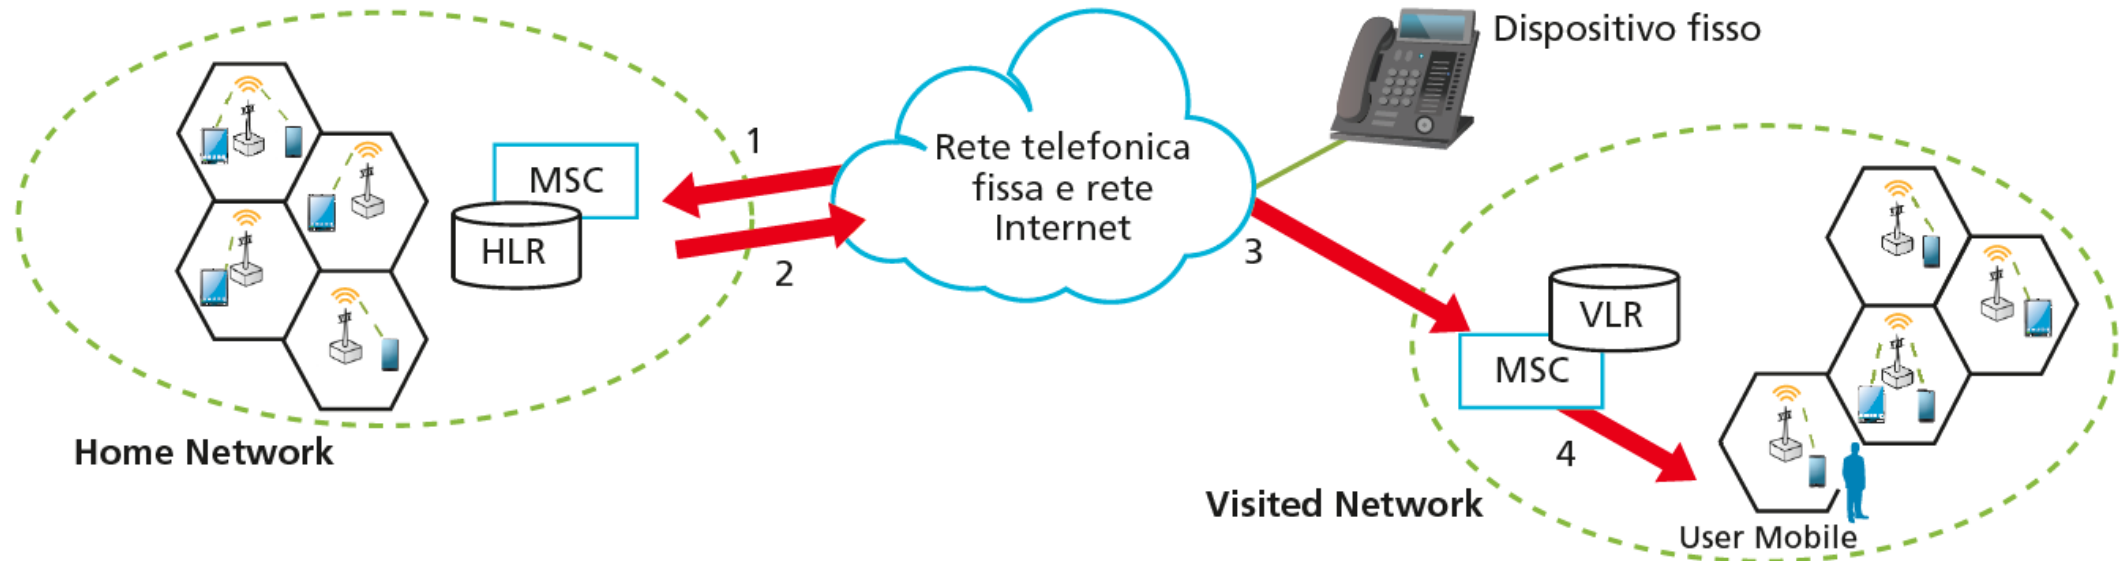 Dispositivo fisso
1
Rete telefonica
fissa e rete
Internet
MSC
HLR
2
3
VLR
MSC
Home Network
4
Visited Network
User Mobile